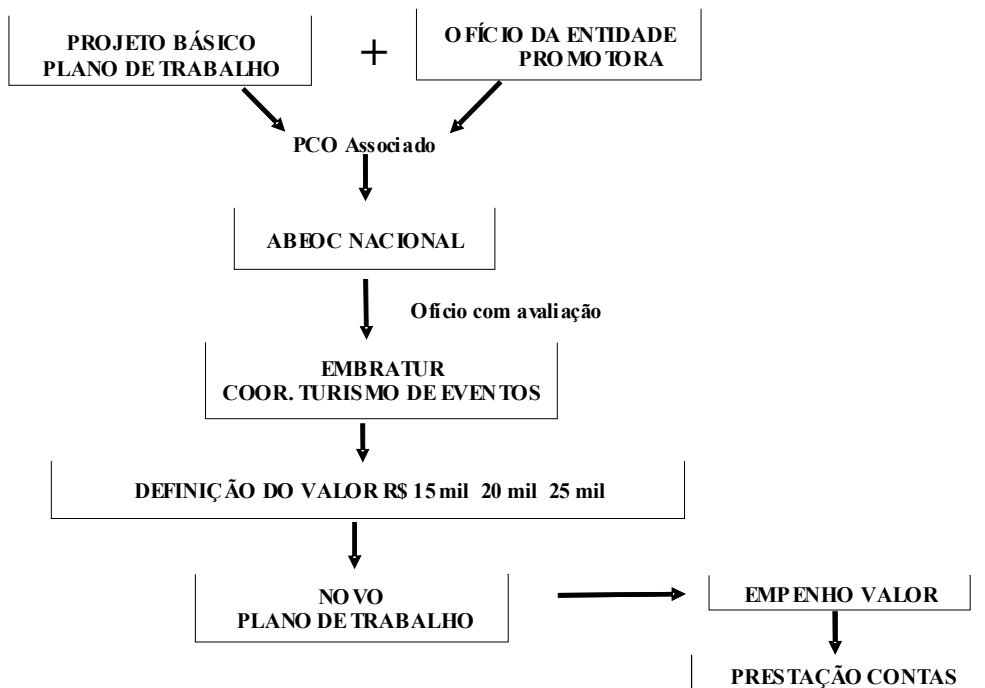 PROJETO BÁSICO
PLANO DE TRABALHO
+
OFÍCIO DA ENTIDADE
PROMOTORA
PCO Associado
ABEOC NACIONAL
Ofício com avaliação
EMBRATUR
COOR. TURISMO DE EVENTOS
DEFINIÇÃO DO VALOR R$ 15 mil 20 mil 25 mil
NOVO
PLANO DE TRABALHO
EMPENHO VALOR
PRESTAÇÃO CONTAS